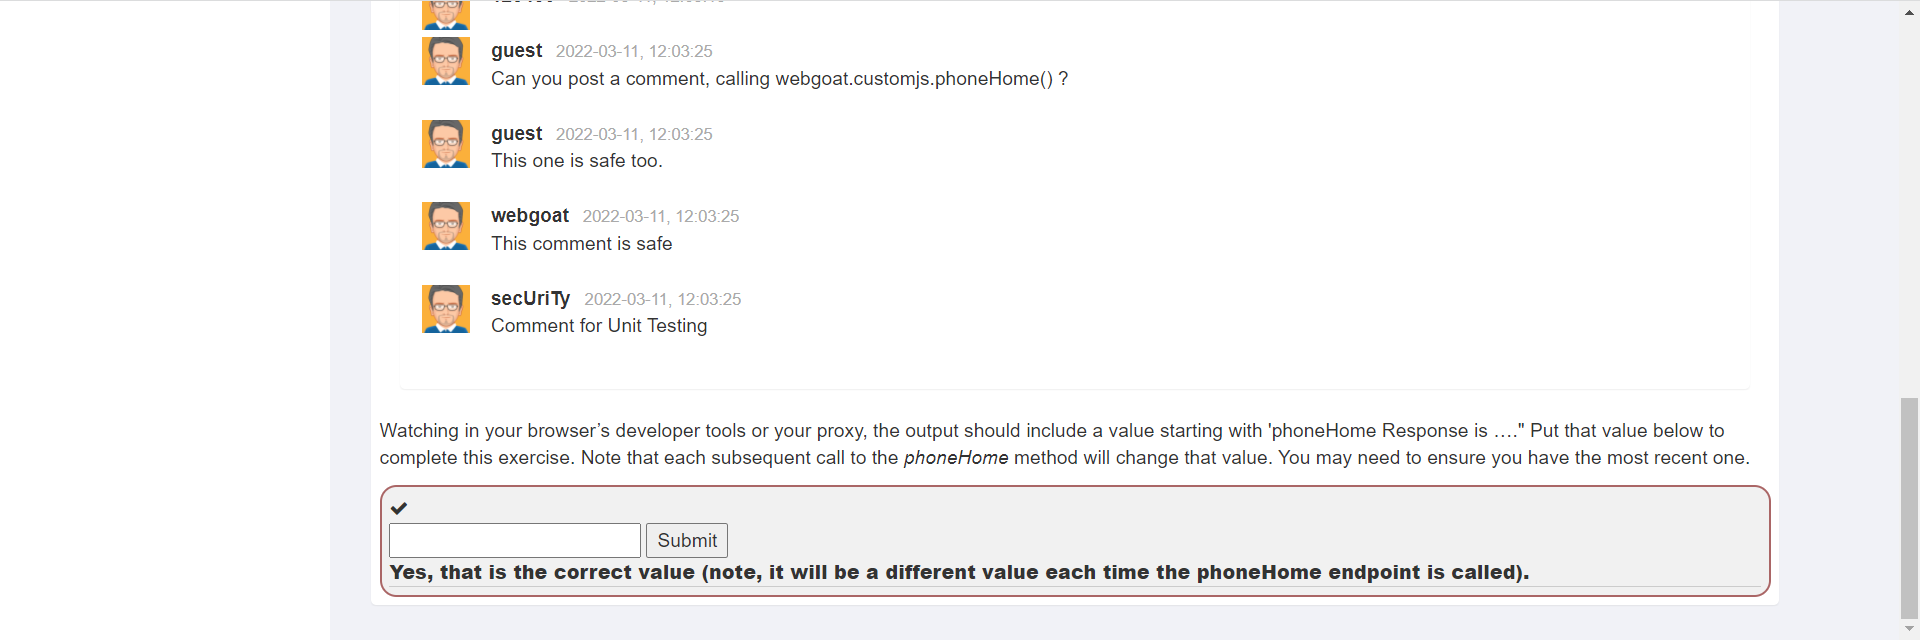 guest 2022-03-11, 12:03:25
Can you post a comment, calling webgoat.customjs.phoneHome() ?
guest 2022-03-11, 12:03:25
This one is safe too.
webgoat 2022-03-11, 12:03:25
This comment is safe
secUriTy 2022-03-11, 12:03:25
Comment for Unit Testing
Watching in your browser’s developer tools or your proxy, the output should include a value starting with 'phoneHome Response is …." Put that value below to
complete this exercise. Note that each subsequent call to the phoneHome method will change that value. You may need to ensure you have the most recent one.
Submit
Yes, that is the correct value (note, it will be a different value each time the phoneHome endpoint is called).